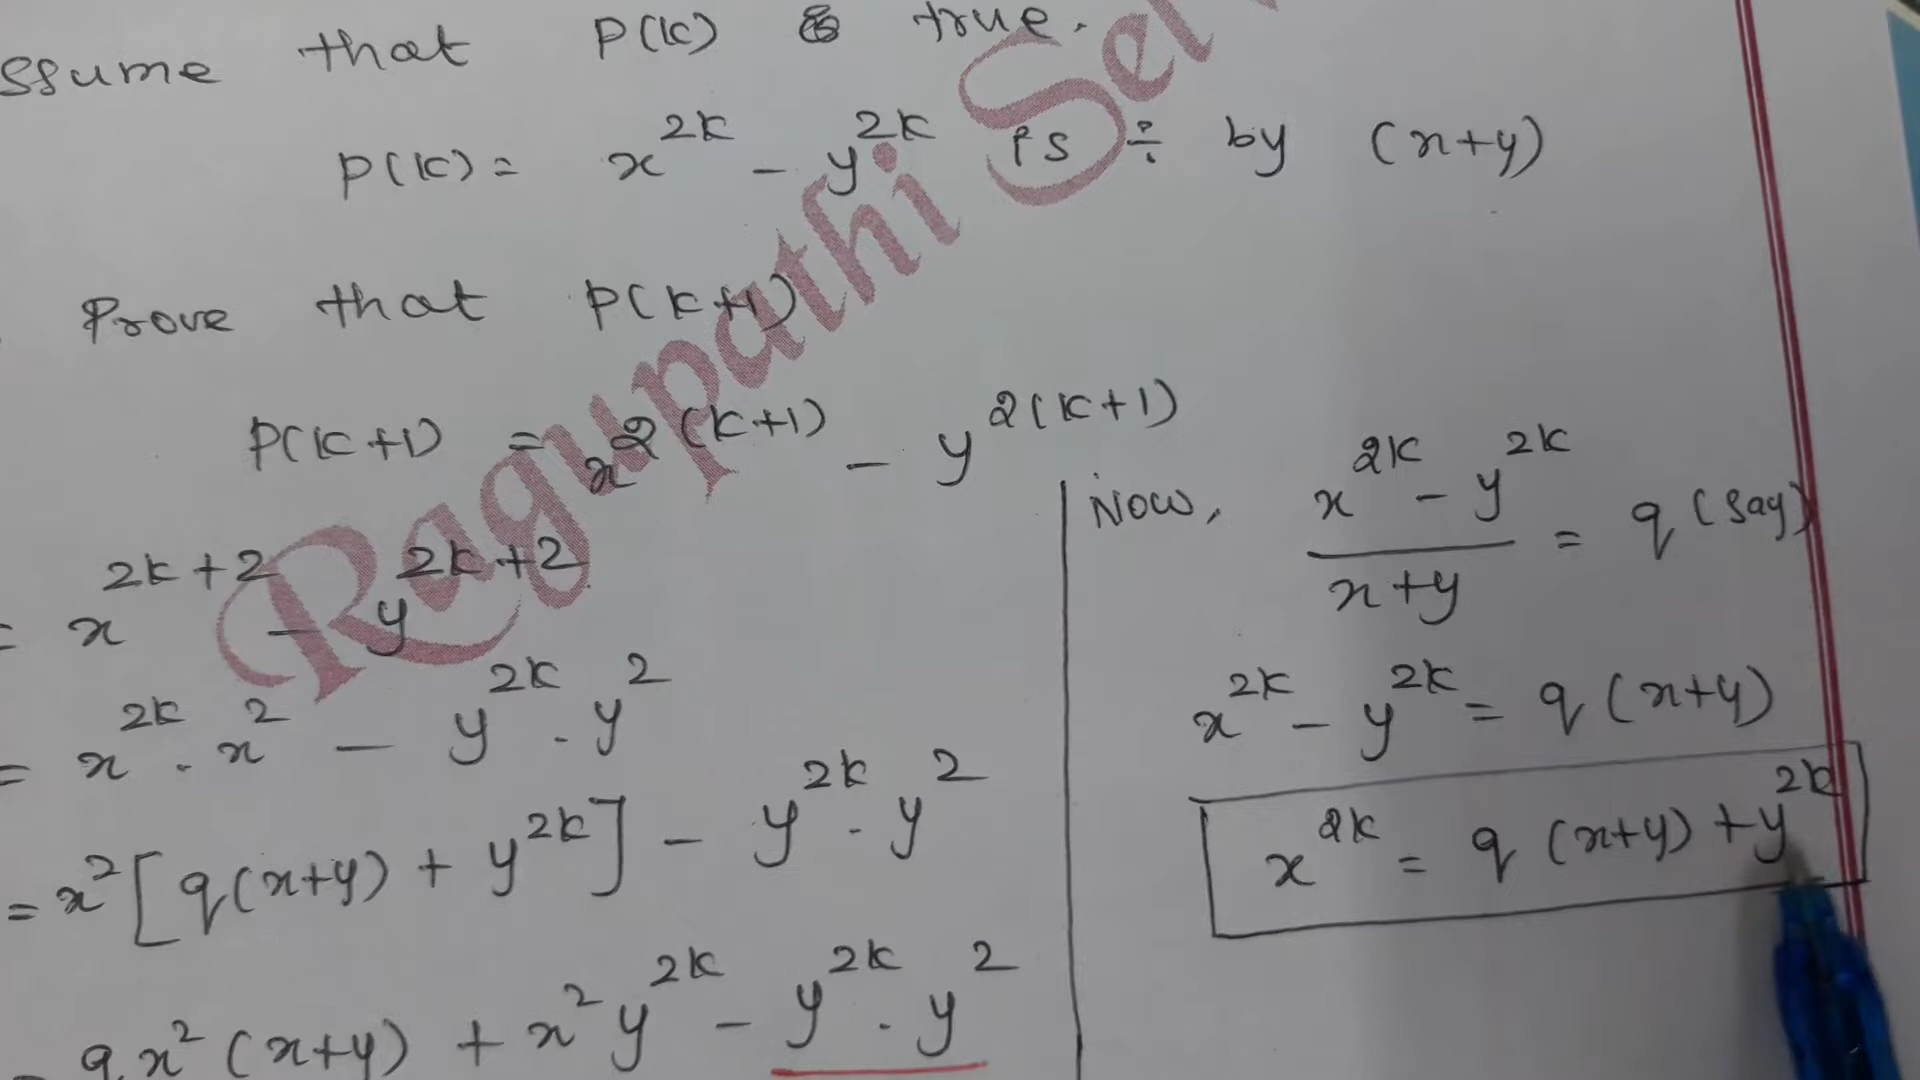 ssume that P(k) is true.
P(k) = x^{2k} - y^{2k} is ÷ by (x+y)
Prove that P(k+1)
P(k+1) = x^{2(k+1)} - y^{2(k+1)}
= x^{2k+2} - y^{2k+2}
= x^{2k} . x^{2} - y^{2k} . y^{2}
= x^{2} [q(x+y) + y^{2k}] - y^{2k} . y^{2}
= q x^{2} (x+y) + x^{2} y^{2k} - y^{2k} . y^{2}
Now, \frac{x^{2k} - y^{2k}}{x+y} = q (say)
x^{2k} - y^{2k} = q (x+y)
x^{2k} = q (x+y) + y^{2k}
Ragupathi